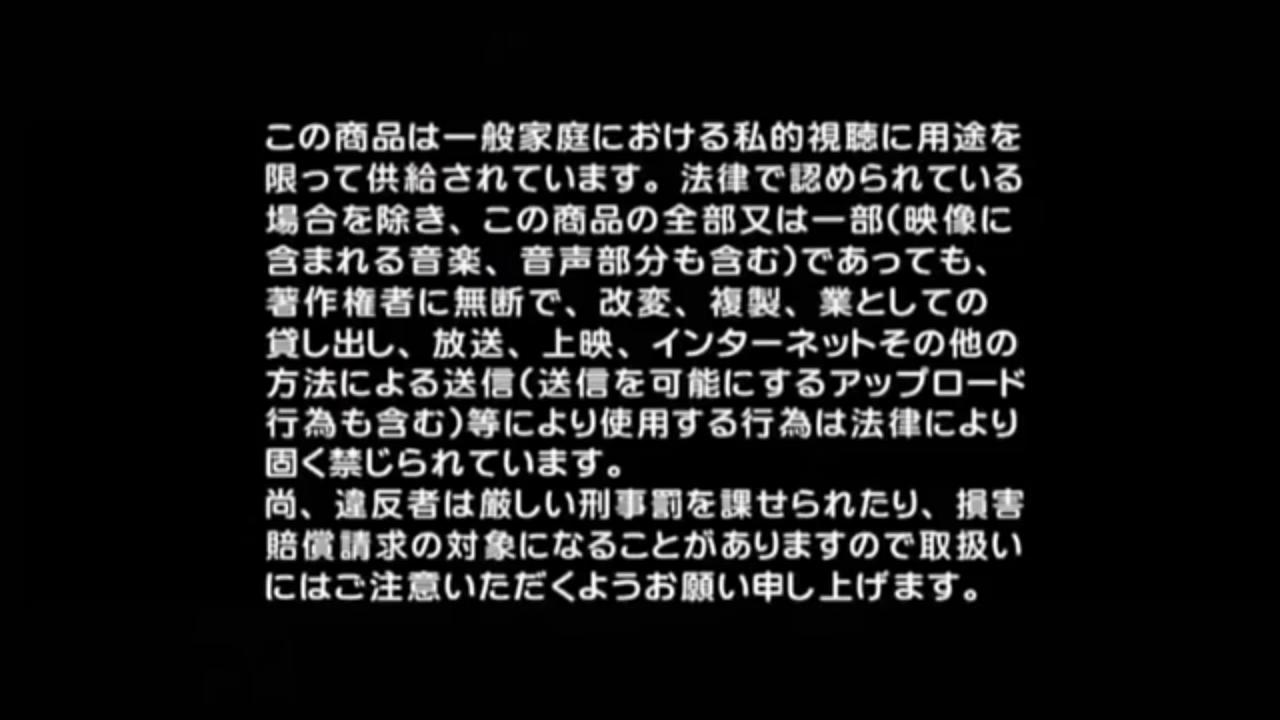 この商品は一般家庭における私的視聴に用途を
限って供給されています。法律で認められている
場合を除き、この商品の全部又は一部(映像に
含まれる音楽、音声部分も含む)であっても、
著作権者に無断で、改変、複製、業としての
貸し出し、放送、上映、インターネットその他の
方法による送信(送信を可能にするアップロード
行為も含む)等により使用する行為は法律により
固く禁じられています。
尚、違反者は厳しい刑事罰を課せられたり、損害
賠償請求の対象になることがありますので取扱い
にはご注意いただくようお願い申し上げます。